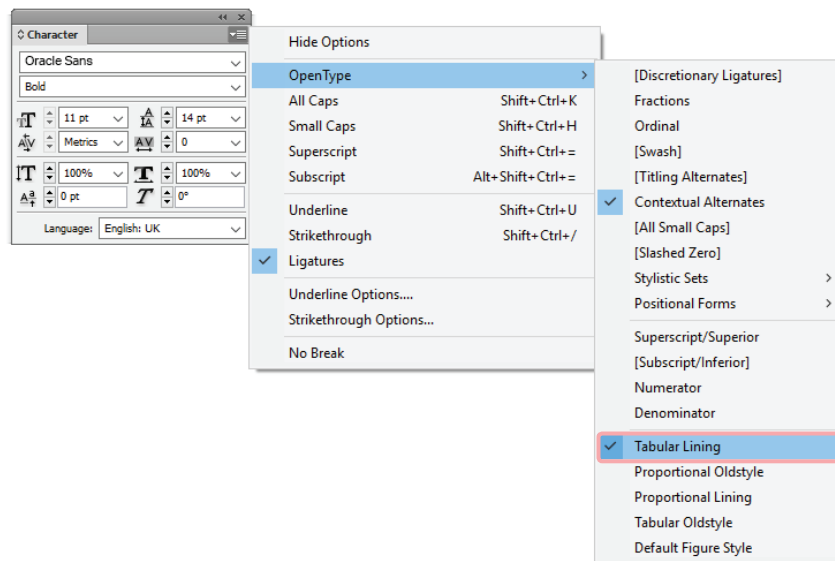 Character
Oracle Sans
Bold
11 pt
14 pt
Metrics
0
100%
100%
0 pt
0°
Language: English: UK
Hide Options
OpenType
All Caps Shift+Ctrl+K
Small Caps Shift+Ctrl+H
Superscript Shift+Ctrl+=
Subscript Alt+Shift+Ctrl+=
Underline Shift+Ctrl+U
Strikethrough Shift+Ctrl+/
Ligatures
Underline Options....
Strikethrough Options...
No Break
[Discretionary Ligatures]
Fractions
Ordinal
[Swash]
[Titling Alternates]
Contextual Alternates
[All Small Caps]
[Slashed Zero]
Stylistic Sets
Positional Forms
Superscript/Superior
[Subscript/Inferior]
Numerator
Denominator
Tabular Lining
Proportional Oldstyle
Proportional Lining
Tabular Oldstyle
Default Figure Style